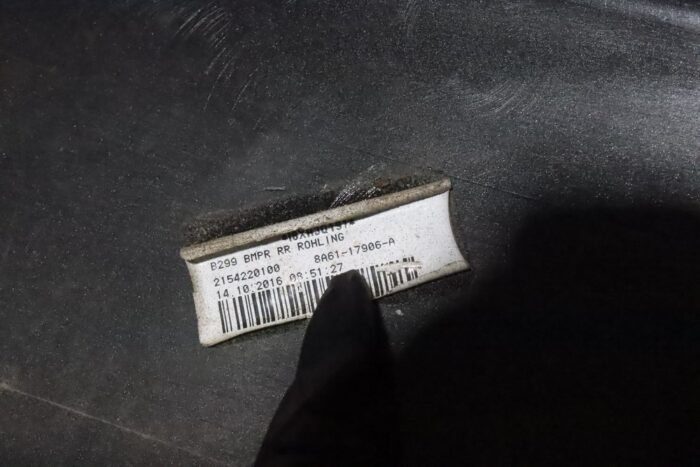 B299 BMPR RR ROHLING
2154220100 8A61-17906-A
14.10.2016 08:51:27